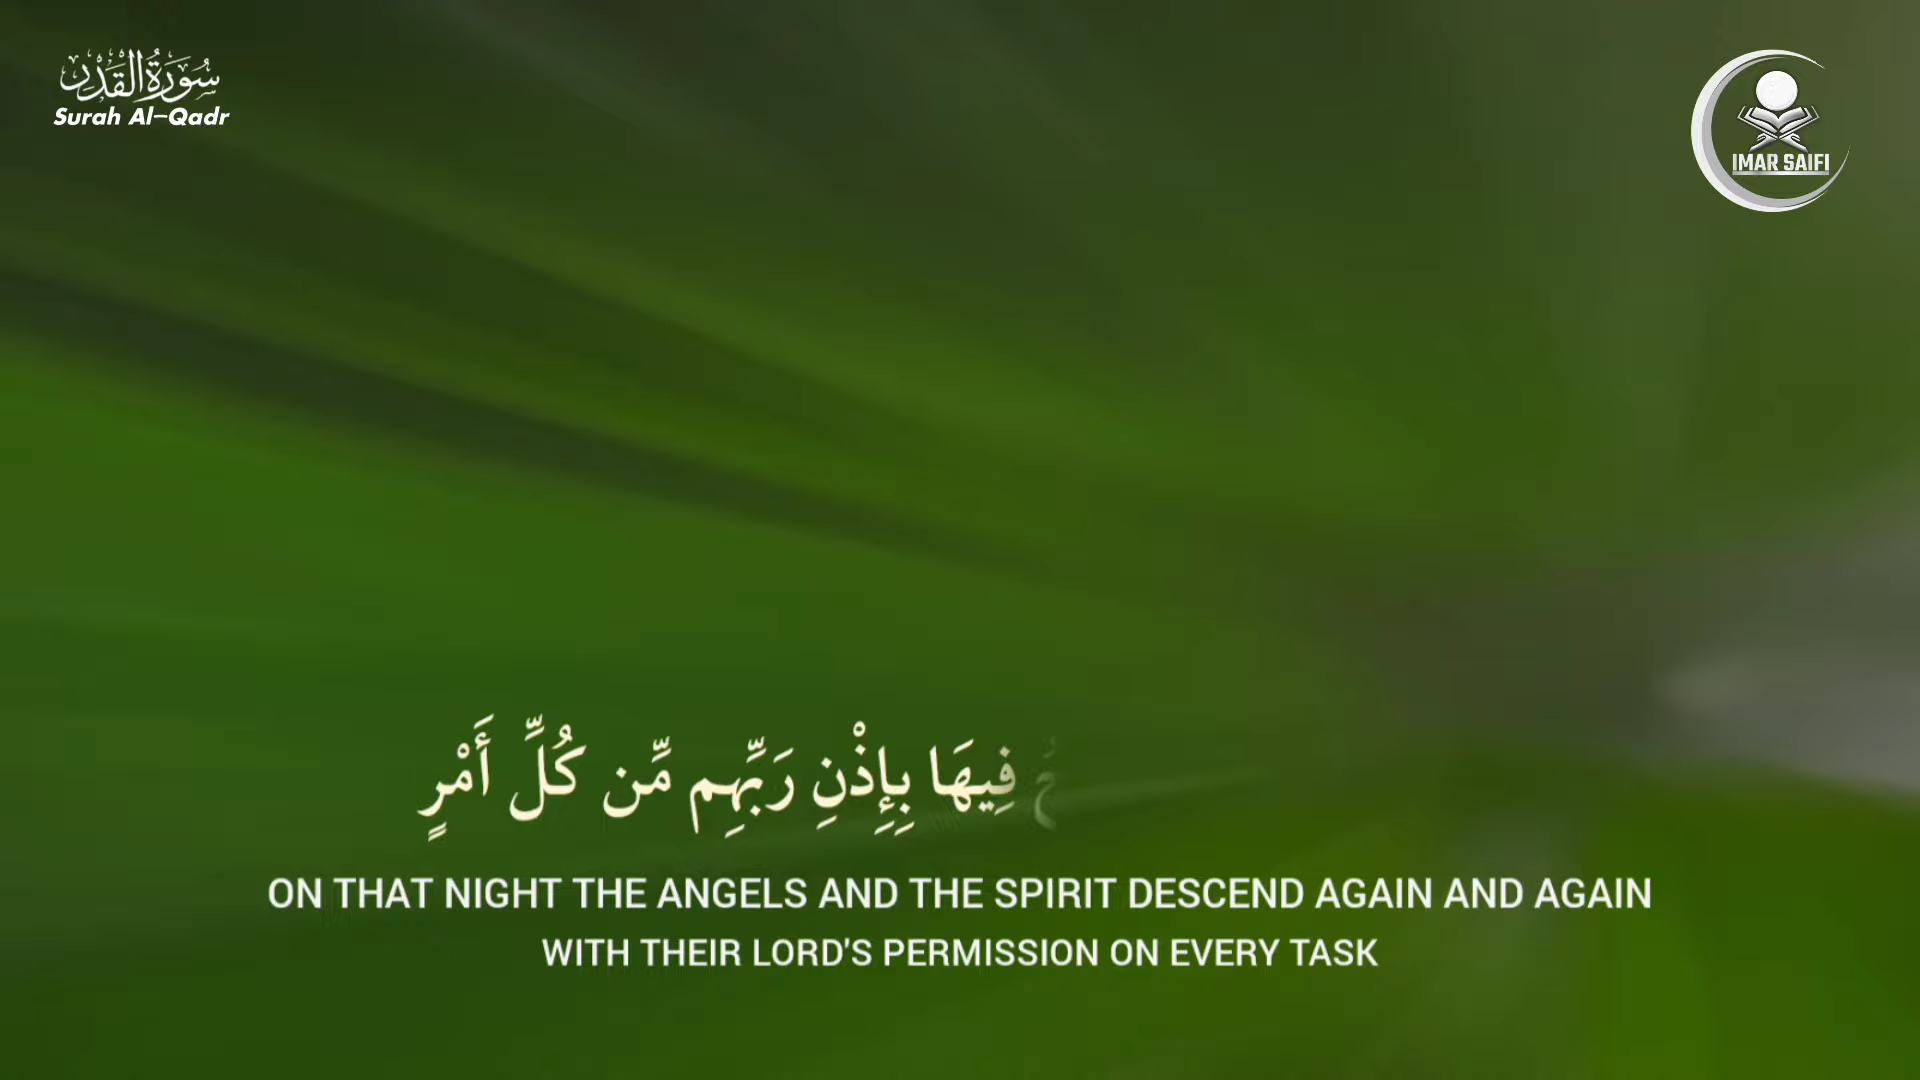 سُورَةُ الْقَدْرِ
Surah Al-Qadr
IMAR SAIFI
فِيهَا بِإِذْنِ رَبِّهِم مِّن كُلِّ أَمْرٍ
ON THAT NIGHT THE ANGELS AND THE SPIRIT DESCEND AGAIN AND AGAIN
WITH THEIR LORD'S PERMISSION ON EVERY TASK